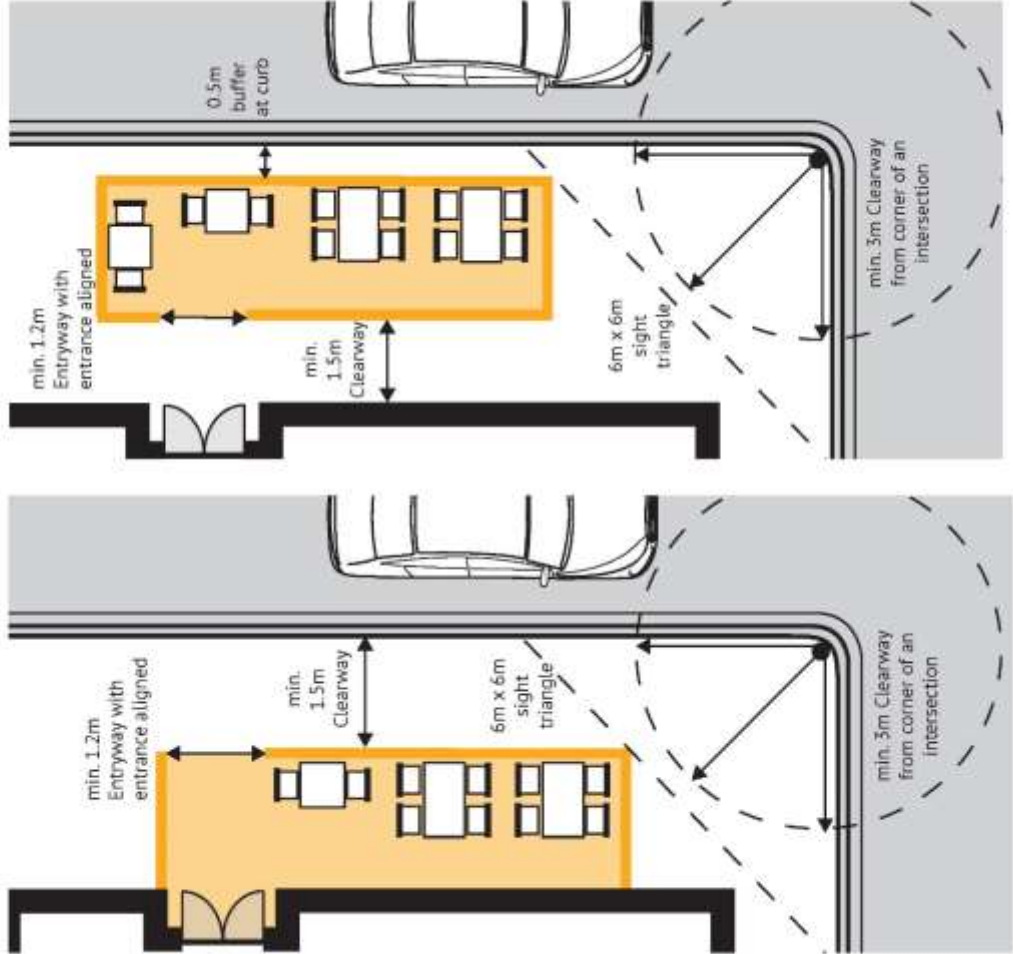 min. 1.2m
Entryway with
entrance aligned
0.5m
buffer
at curb
min.
1.5m
Clearway
6m x 6m
sight
triangle
min. 3m Clearway
from corner of an
intersection
min. 1.2m
Entryway with
entrance aligned
min.
1.5m
Clearway
6m x 6m
sight
triangle
min. 3m Clearway
from corner of an
intersection